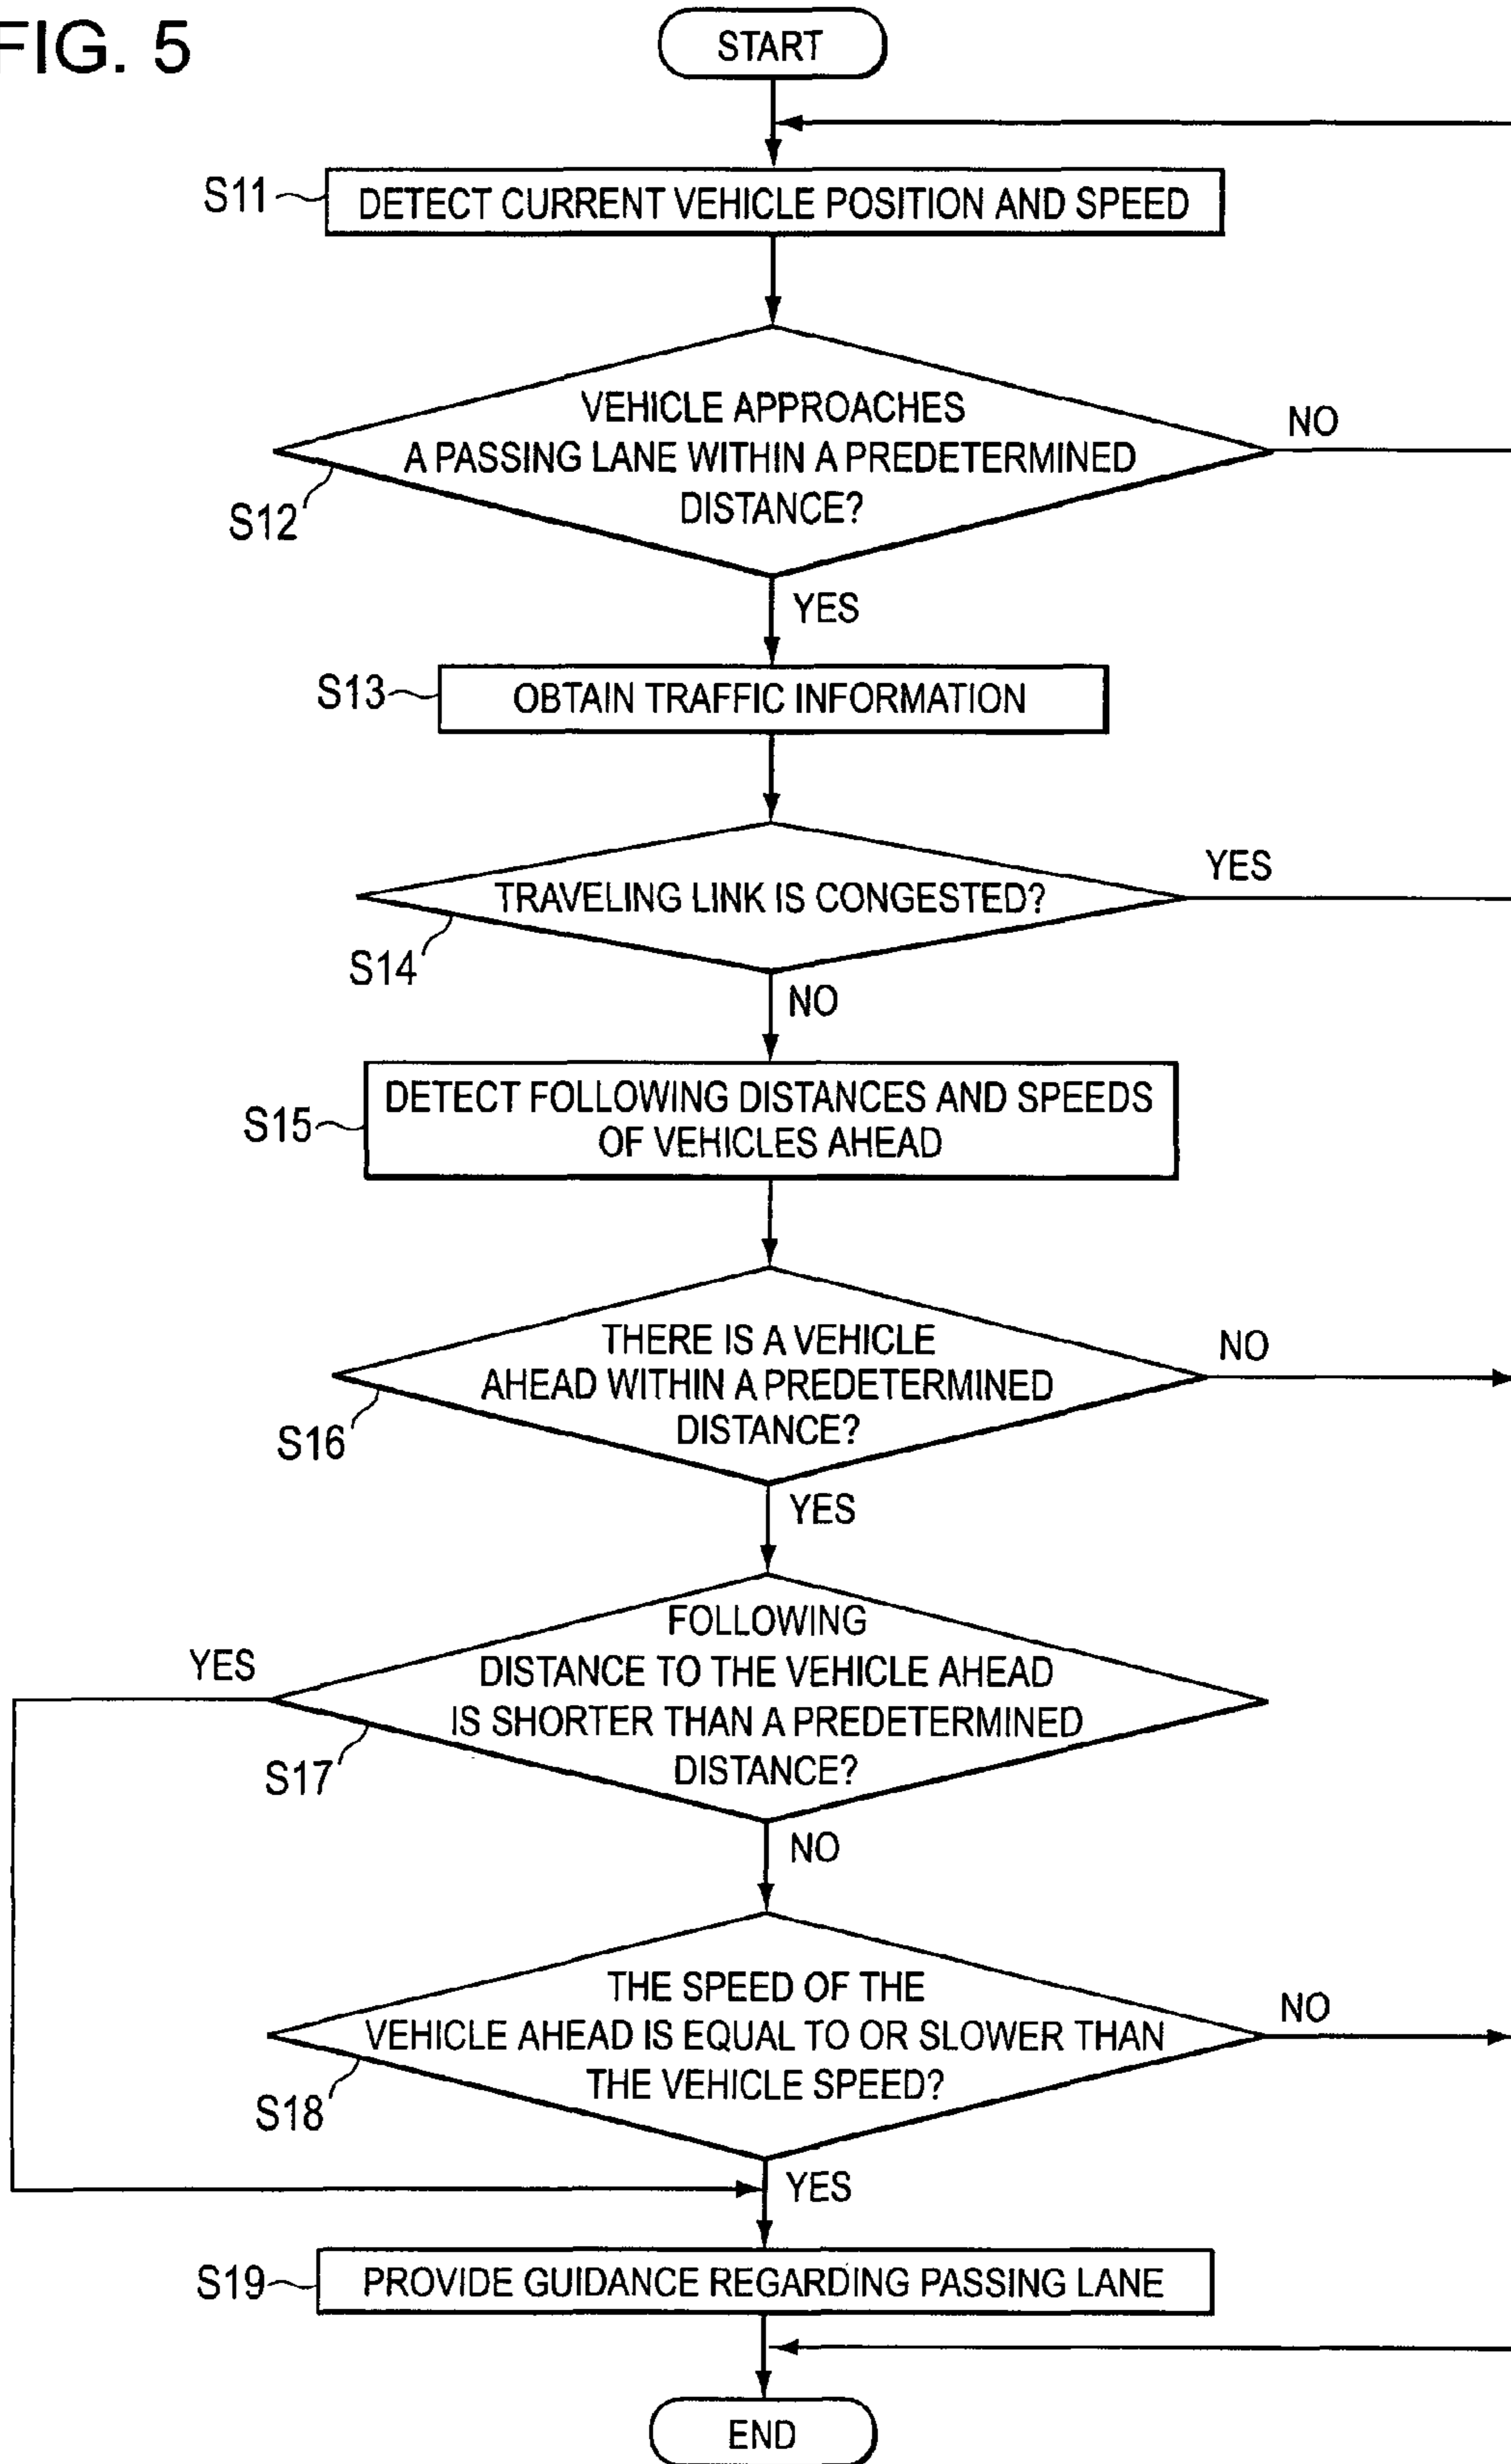 FIG. 5
START
S11
DETECT CURRENT VEHICLE POSITION AND SPEED
VEHICLE APPROACHES
A PASSING LANE WITHIN A PREDETERMINED
DISTANCE?
NO
S12
YES
S13
OBTAIN TRAFFIC INFORMATION
TRAVELING LINK IS CONGESTED?
YES
S14
NO
S15
DETECT FOLLOWING DISTANCES AND SPEEDS
OF VEHICLES AHEAD
THERE IS A VEHICLE
AHEAD WITHIN A PREDETERMINED
DISTANCE?
NO
S16
YES
FOLLOWING
DISTANCE TO THE VEHICLE AHEAD
IS SHORTER THAN A PREDETERMINED
DISTANCE?
YES
S17
NO
THE SPEED OF THE
VEHICLE AHEAD IS EQUAL TO OR SLOWER THAN
THE VEHICLE SPEED?
NO
S18
YES
S19
PROVIDE GUIDANCE REGARDING PASSING LANE
END